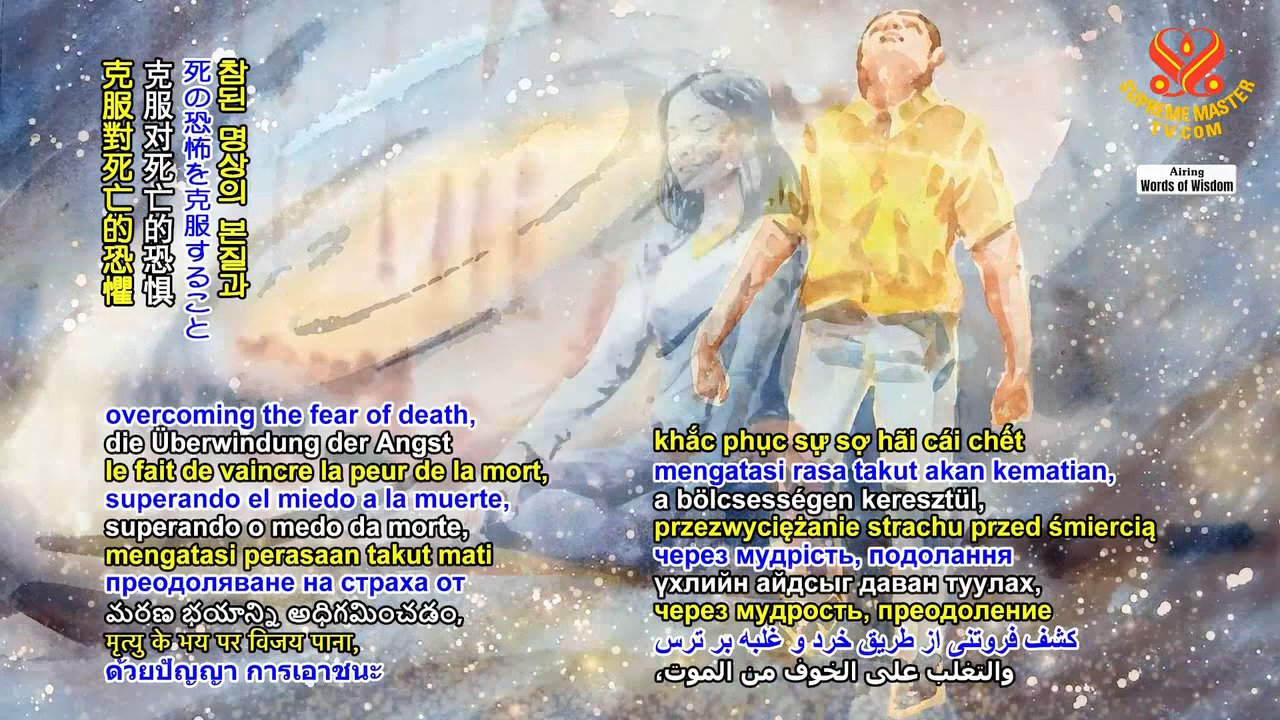 참된 명상의 본질과
死の恐怖を克服すること
克服对死亡的恐惧
克服對死亡的恐懼
SUPREME MASTER
TV.COM
Airing
Words of Wisdom
overcoming the fear of death,
die Überwindung der Angst
le fait de vaincre la peur de la mort,
superando el miedo a la muerte,
superando o medo da morte,
mengatasi perasaan takut mati
преодоляване на страха от
మరణ భయాన్ని అధిగమించడం,
मृत्यु के भय पर विजय पाना,
ด้วยปัญญา การเอาชนะ
khắc phục sự sợ hãi cái chết
mengatasi rasa takut akan kematian,
a bölcsességen keresztül,
przezwyciężanie strachu przed śmiercią
через мудрість, подолання
үхлийн айдсыг даван туулах,
через мудрость, преодоление
کشف فروتنی از طریق خرد و غلبه بر ترس
والتغلب على الخوف من الموت،